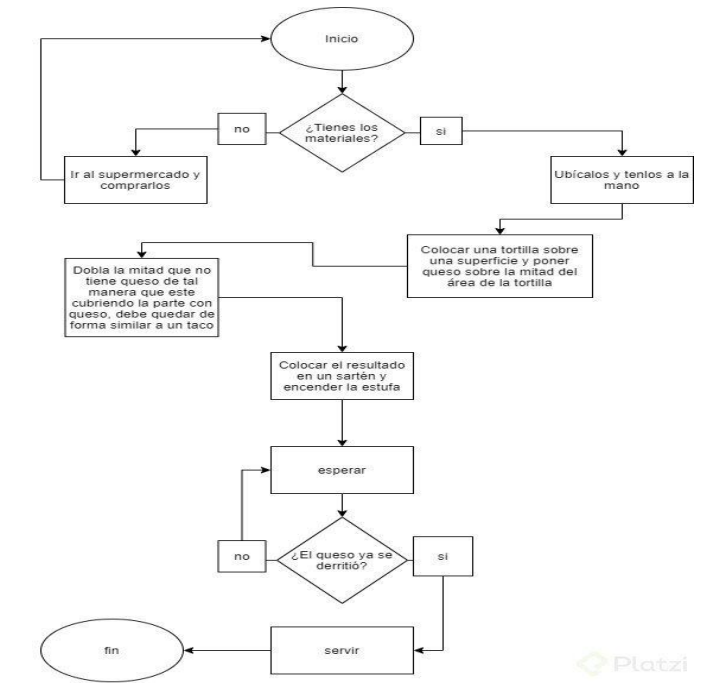 Inicio
¿Tienes los
materiales?
no
si
Ir al supermercado y
comprarlos
Ubícalos y tenlos a la
mano
Colocar una tortilla sobre
una superficie y poner
queso sobre la mitad del
área de la tortilla
Dobla la mitad que no
tiene queso de tal
manera que este
cubriendo la parte con
queso, debe quedar de
forma similar a un taco
Colocar el resultado
en un sartén y
encender la estufa
esperar
¿El queso ya se
derritió?
no
si
servir
fin
Platzi